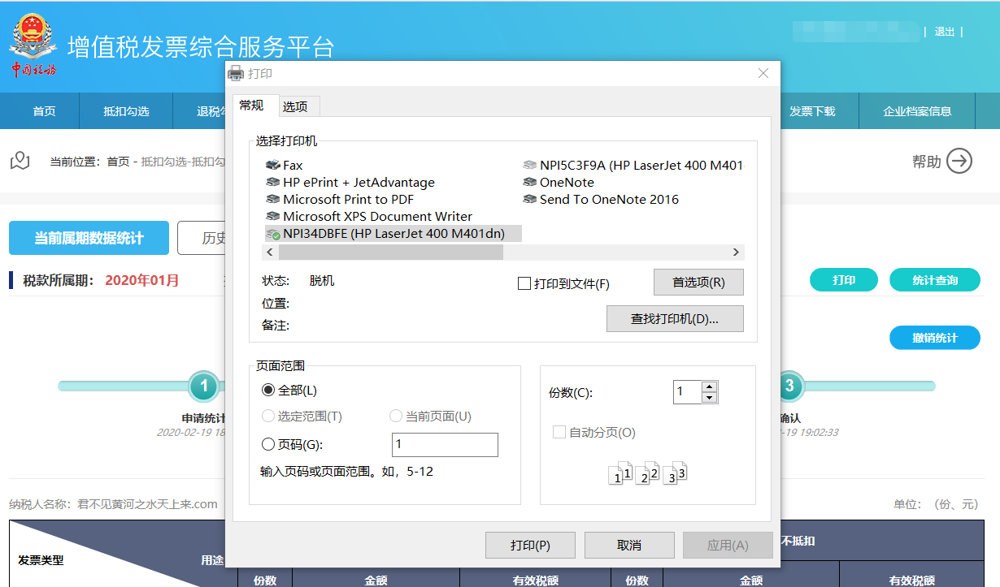 中国税务
增值税发票综合服务平台
| 退出 |
首页 抵扣勾选 退税勾 发票下载 企业档案信息
当前位置：首页 - 抵扣勾选-抵扣勾
帮助
当前属期数据统计
历史
税款所属期： 2020年01月
打印 统计查询
撤销统计
1
申请统计
2020-02-19 18
3
确认
-19 19:02:33
纳税人名称：君不见黄河之水天上来.com
单位：（份、元）
发票类型 用途 不抵扣
份数 金额 有效税额 份数 金额 有效税额
打印
常规 选项
选择打印机
Fax
HP ePrint + JetAdvantage
Microsoft Print to PDF
Microsoft XPS Document Writer
NPI34DBFE (HP LaserJet 400 M401dn)
NPI5C3F9A (HP LaserJet 400 M401
OneNote
Send To OneNote 2016
状态： 脱机
位置：
备注：
打印到文件(F) 首选项(R)
查找打印机(D)...
页面范围
全部(L)
选定范围(T) 当前页面(U)
页码(G): 1
输入页码或页面范围。如，5-12
份数(C): 1
自动分页(O)
1 1 2 2 3 3
打印(P) 取消 应用(A)